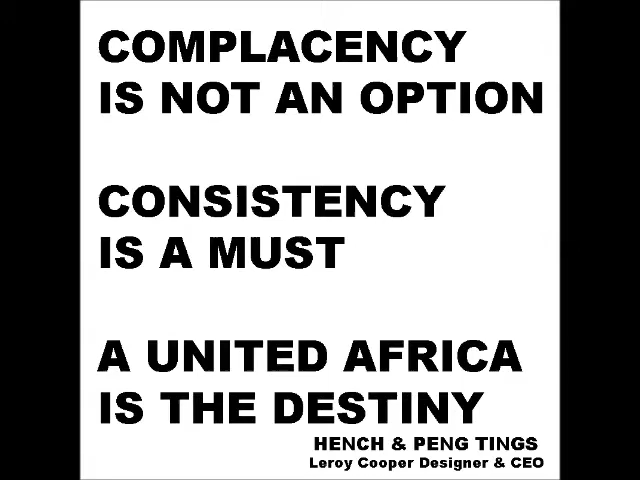 COMPLACENCY
IS NOT AN OPTION
CONSISTENCY
IS A MUST
A UNITED AFRICA
IS THE DESTINY
HENCH & PENG TINGS
Leroy Cooper Designer & CEO